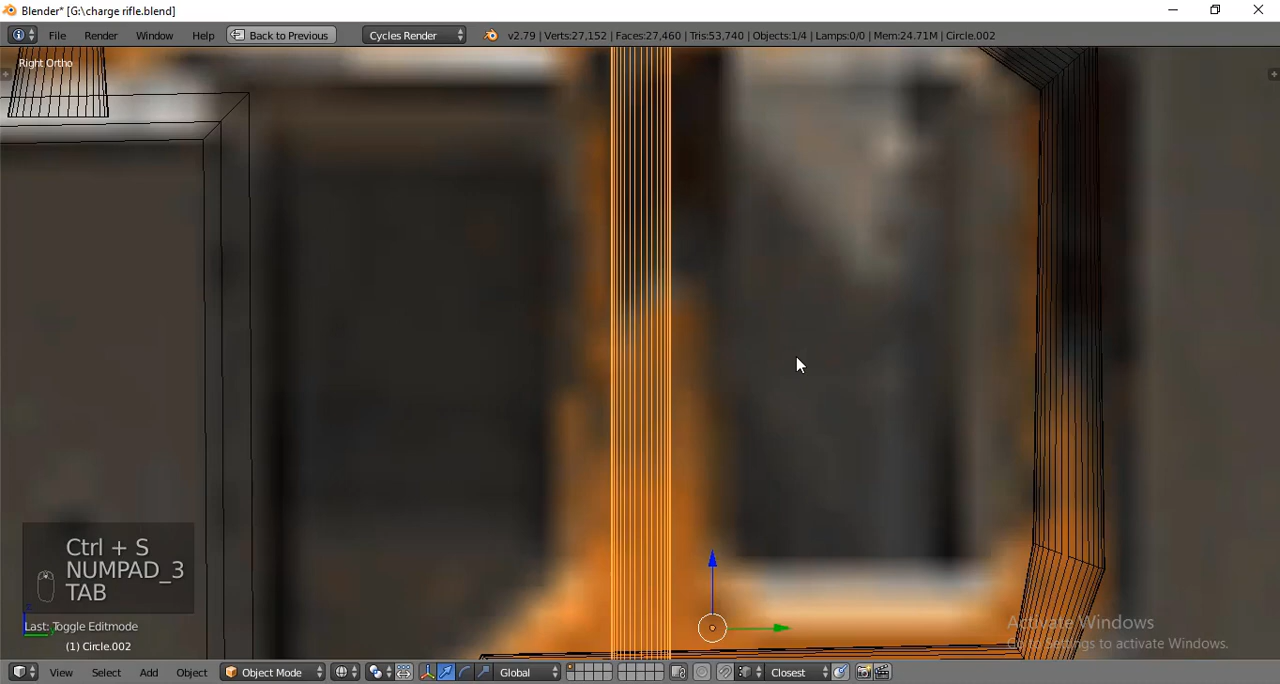 Blender* [G:\charge rifle.blend]
File Render Window Help Back to Previous Cycles Render v2.79 | Verts:27,152 | Faces:27,460 | Tris:53,740 | Objects:1/4 | Lamps:0/0 | Mem:24.71M | Circle.002
Right Ortho
Ctrl + S
NUMPAD_3
TAB
Last: Toggle Editmode
(1) Circle.002
Activate Windows
Go to Settings to activate Windows.
View Select Add Object Object Mode Global Closest